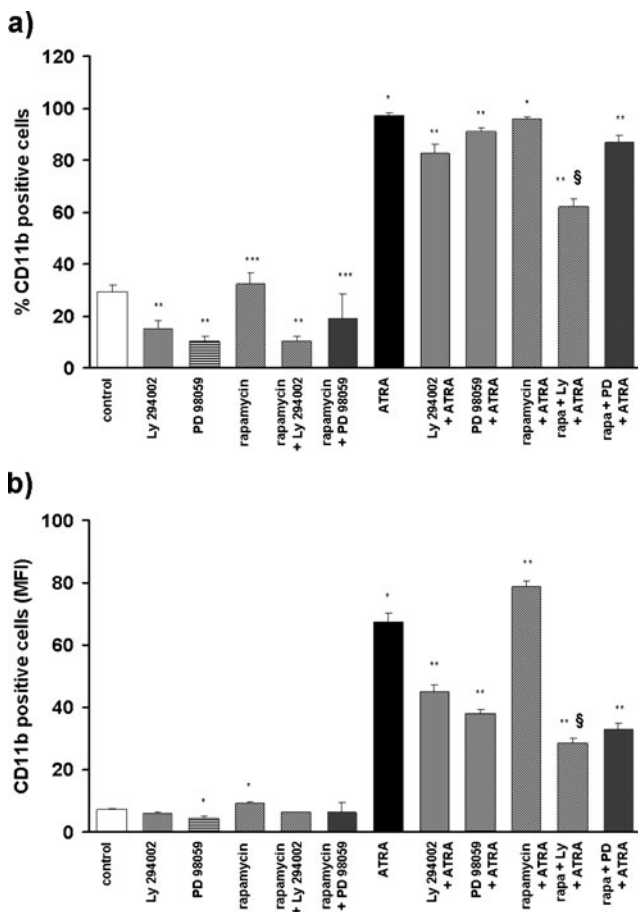 a)
% CD11b positive cells
120
100
80
60
40
20
0
* ** ** * ** § **
** ** *** ** ***
control
Ly 294002
PD 98059
rapamycin
rapamycin
+ Ly 294002
rapamycin
+ PD 98059
ATRA
Ly 294002
+ ATRA
PD 98059
+ ATRA
rapamycin
+ ATRA
rapa + Ly
+ ATRA
rapa + PD
+ ATRA
b)
CD11b positive cells (MFI)
100
80
60
40
20
0
* ** ** ** ** § **
* *
control
Ly 294002
PD 98059
rapamycin
rapamycin
+ Ly 294002
rapamycin
+ PD 98059
ATRA
Ly 294002
+ ATRA
PD 98059
+ ATRA
rapamycin
+ ATRA
rapa + Ly
+ ATRA
rapa + PD
+ ATRA